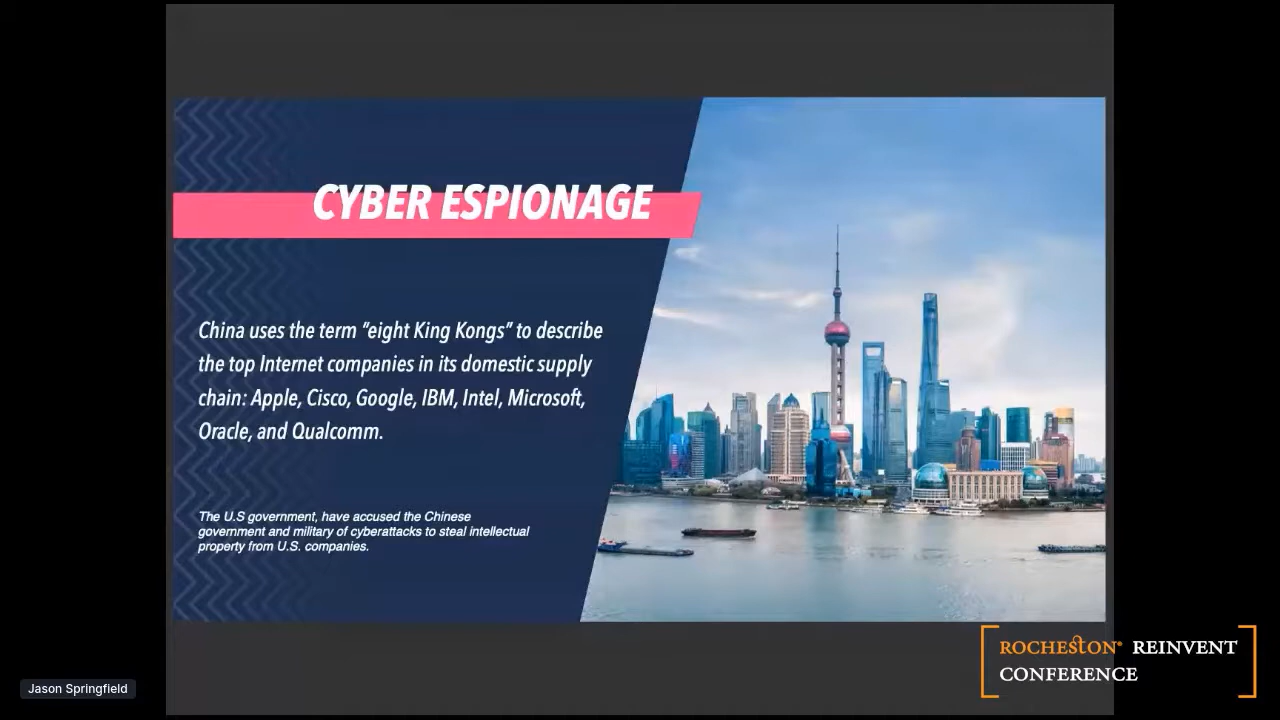 CYBER ESPIONAGE
China uses the term "eight King Kongs" to describe
the top Internet companies in its domestic supply
chain: Apple, Cisco, Google, IBM, Intel, Microsoft,
Oracle, and Qualcomm.
The U.S government, have accused the Chinese
government and military of cyberattacks to steal intellectual
property from U.S. companies.
ROCHESTON® REINVENT
CONFERENCE
Jason Springfield